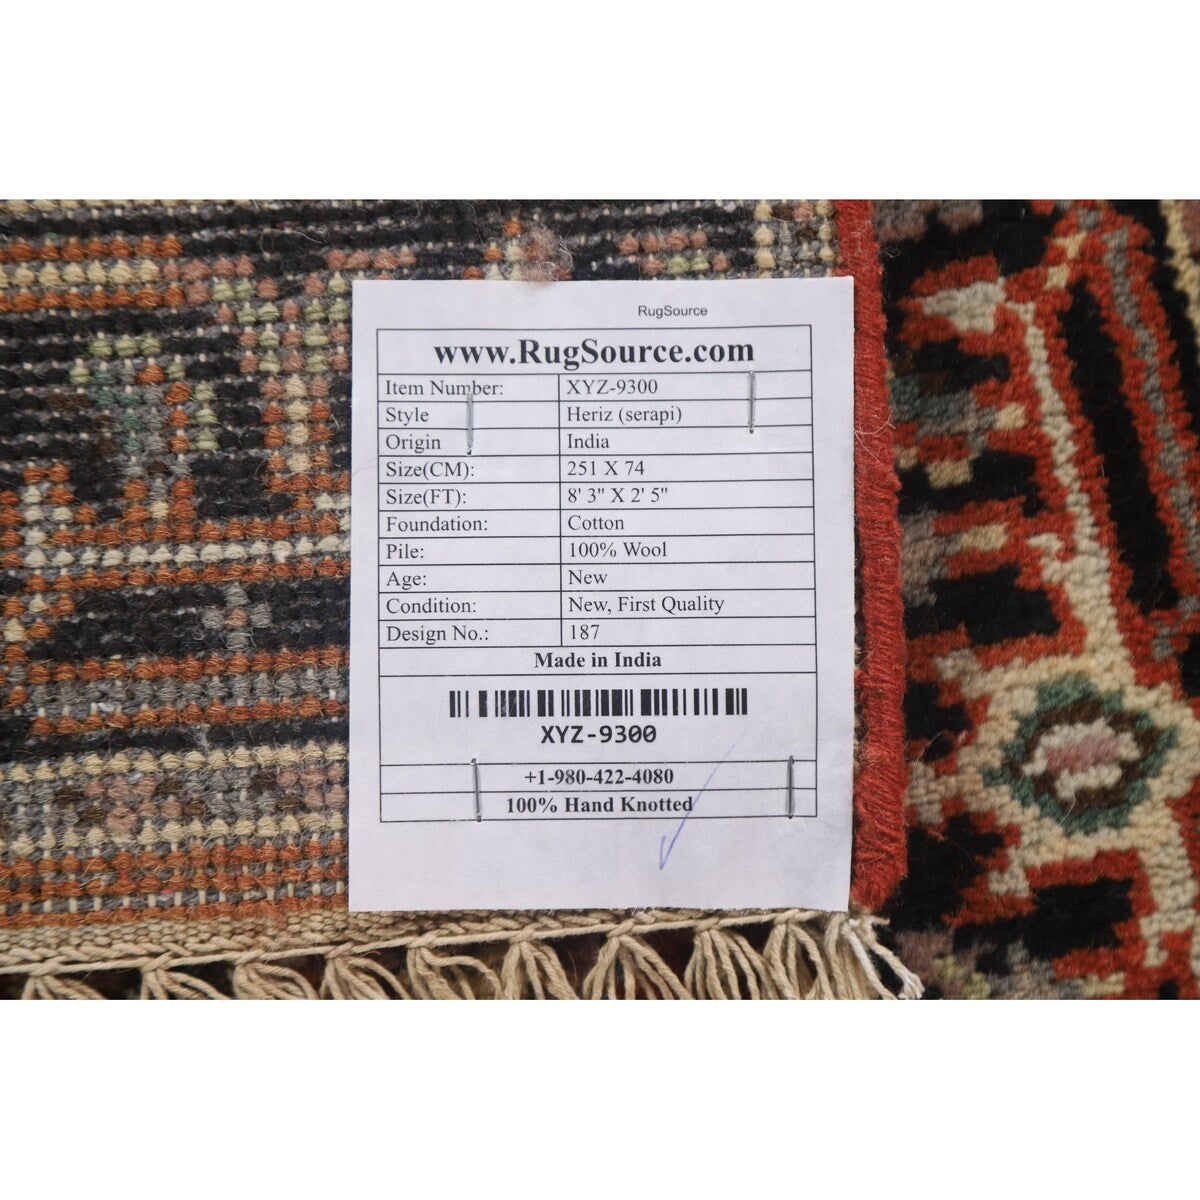 RugSource
www.RugSource.com
Item Number: XYZ-9300
Style Heriz (serapi)
Origin India
Size(CM): 251 X 74
Size(FT): 8' 3" X 2' 5"
Foundation: Cotton
Pile: 100% Wool
Age: New
Condition: New, First Quality
Design No.: 187
Made in India
XYZ-9300
+1-980-422-4080
100% Hand Knotted